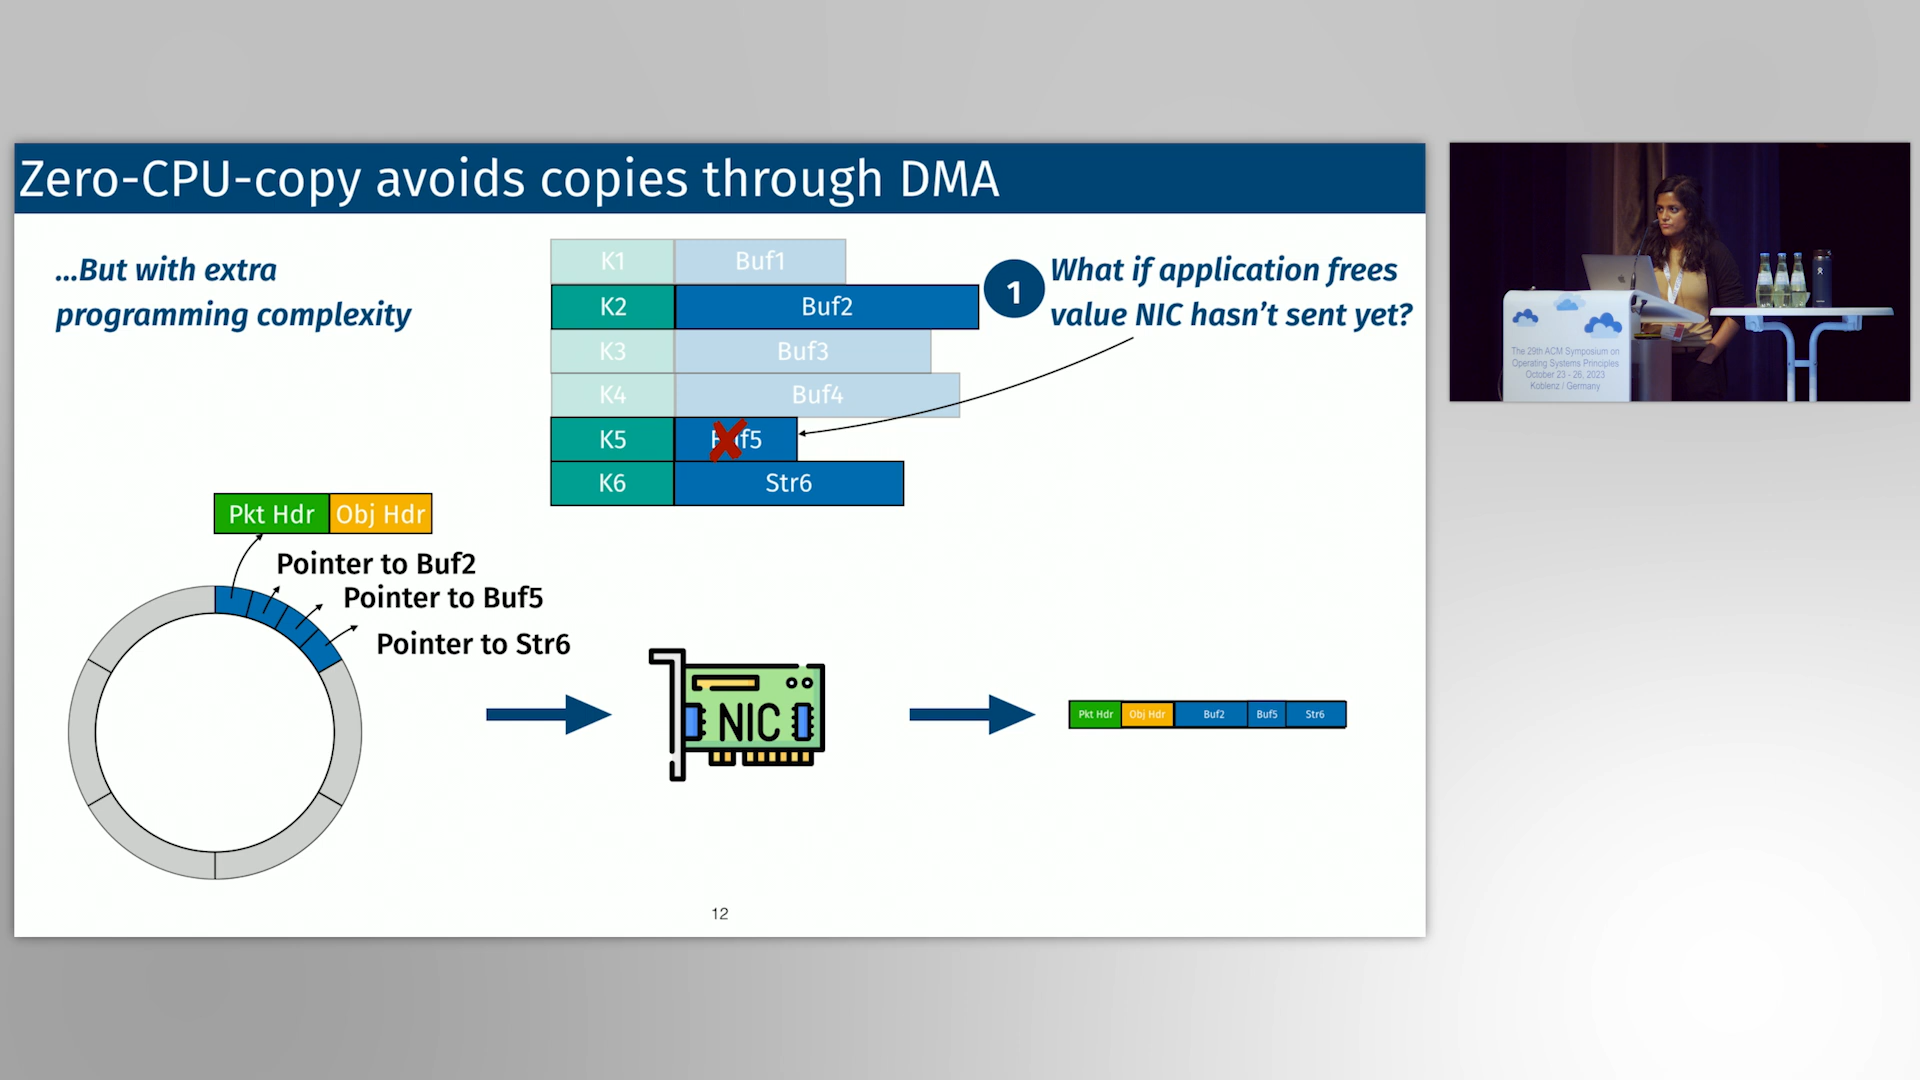 Zero-CPU-copy avoids copies through DMA
...But with extra
programming complexity
K1 Buf1
K2 Buf2
K3 Buf3
K4 Buf4
K5 Buf5
K6 Str6
1
What if application frees
value NIC hasn't sent yet?
Pkt Hdr Obj Hdr
Pointer to Buf2
Pointer to Buf5
Pointer to Str6
NIC
Pkt Hdr Obj Hdr Buf2 Buf5 Str6
12
The 29th ACM Symposium on
Operating Systems Principles
October 23 - 26, 2023
Koblenz / Germany